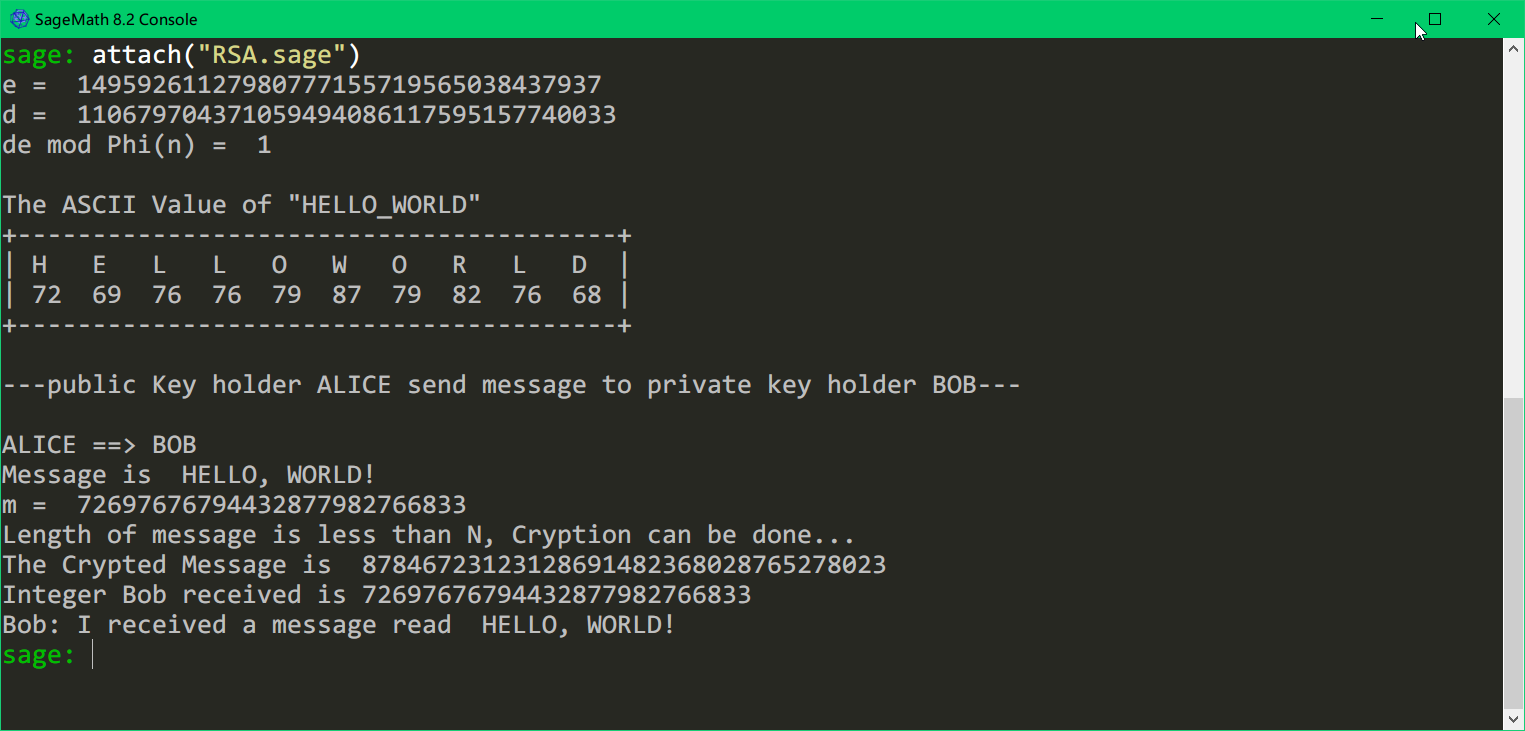 SageMath 8.2 Console
sage: attach("RSA.sage")
e =  14959261127980777155719565038437937
d =  110679704371059494086117595157740033
de mod Phi(n) =  1
The ASCII Value of "HELLO_WORLD"
+----------------------------------------+
| H   E   L   L   O   W   O   R   L   D  |
| 72  69  76  76  79  87  79  82  76  68 |
+----------------------------------------+
---public Key holder ALICE send message to private key holder BOB---
ALICE ==> BOB
Message is  HELLO, WORLD!
m =  72697676794432877982766833
Length of message is less than N, Cryption can be done...
The Crypted Message is  87846723123128691482368028765278023
Integer Bob received is 72697676794432877982766833
Bob: I received a message read  HELLO, WORLD!
sage: